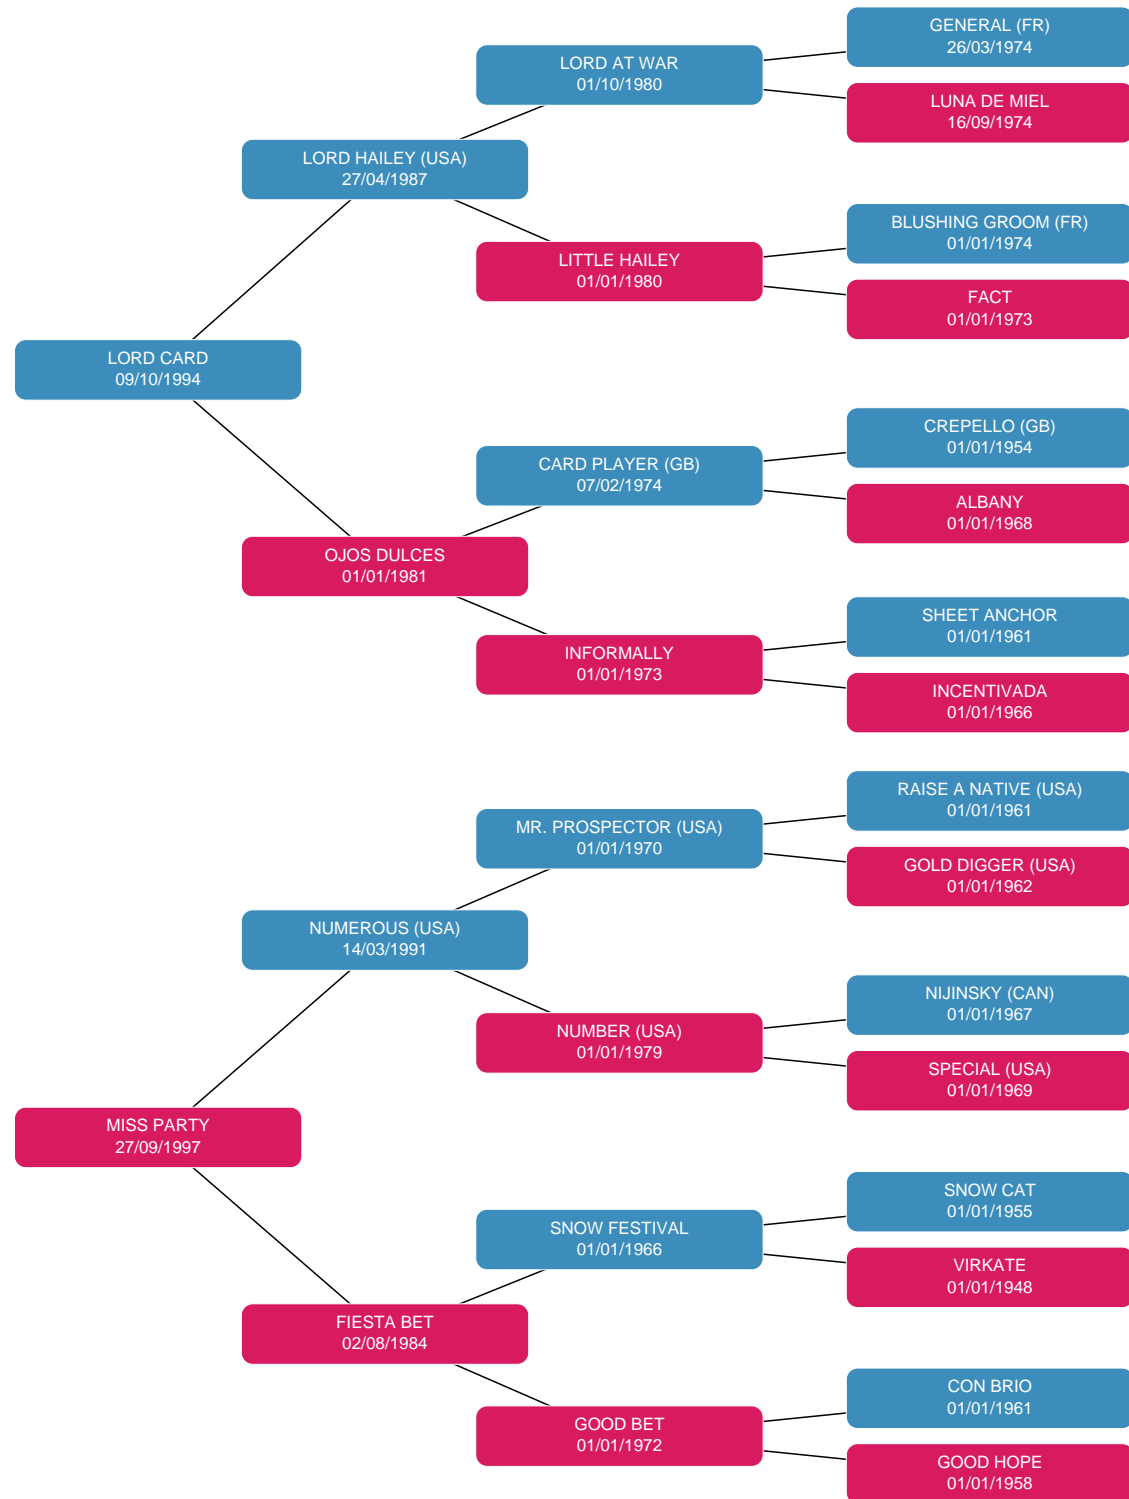 GENERAL (FR)
26/03/1974
LORD AT WAR
01/10/1980
LUNA DE MIEL
16/09/1974
LORD HAILEY (USA)
27/04/1987
BLUSHING GROOM (FR)
01/01/1974
LITTLE HAILEY
01/01/1980
FACT
01/01/1973
LORD CARD
09/10/1994
CREPELLO (GB)
01/01/1954
CARD PLAYER (GB)
07/02/1974
ALBANY
01/01/1968
OJOS DULCES
01/01/1981
SHEET ANCHOR
01/01/1961
INFORMALLY
01/01/1973
INCENTIVADA
01/01/1966
RAISE A NATIVE (USA)
01/01/1961
MR. PROSPECTOR (USA)
01/01/1970
GOLD DIGGER (USA)
01/01/1962
NUMEROUS (USA)
14/03/1991
NIJINSKY (CAN)
01/01/1967
NUMBER (USA)
01/01/1979
SPECIAL (USA)
01/01/1969
MISS PARTY
27/09/1997
SNOW CAT
01/01/1955
SNOW FESTIVAL
01/01/1966
VIRKATE
01/01/1948
FIESTA BET
02/08/1984
CON BRIO
01/01/1961
GOOD BET
01/01/1972
GOOD HOPE
01/01/1958